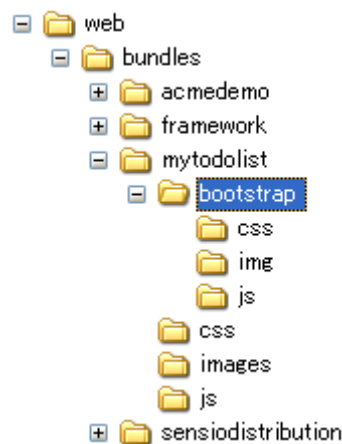 web
bundles
acmedemo
framework
mytodolist
bootstrap
css
img
js
css
images
js
sensiodistribution